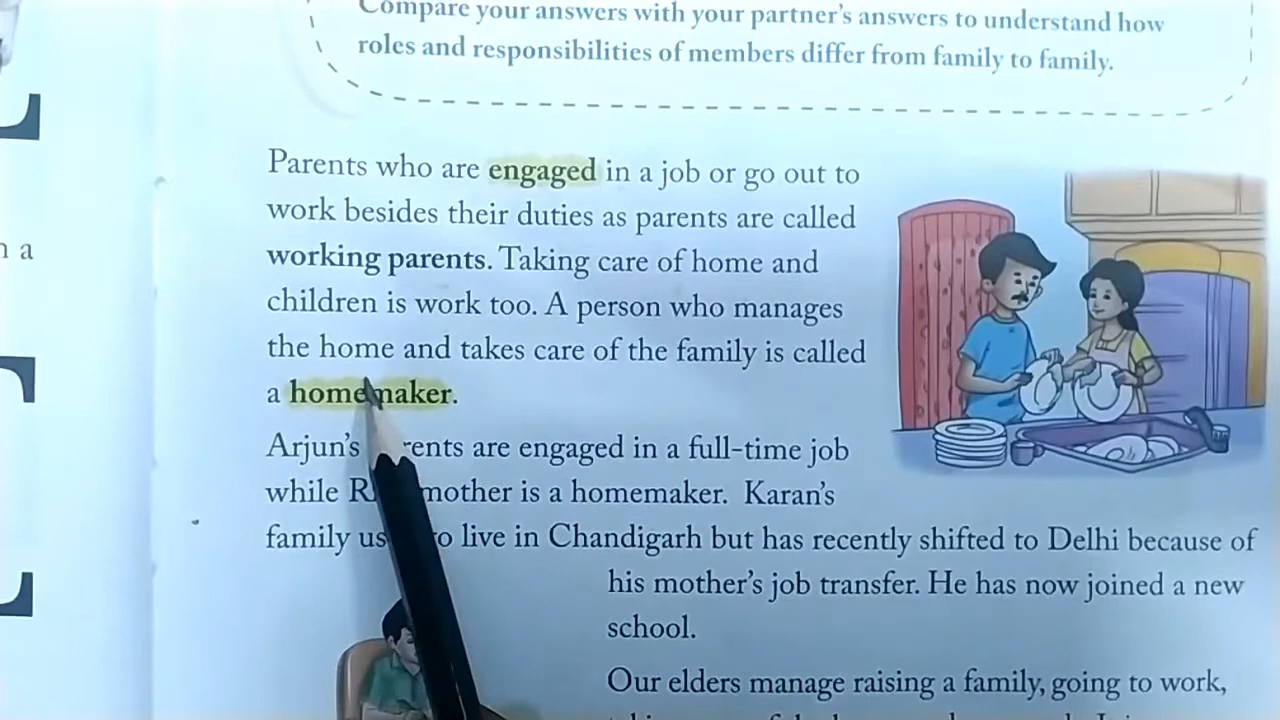 Compare your answers with your partner's answers to understand how
roles and responsibilities of members differ from family to family.
n a
Parents who are engaged in a job or go out to
work besides their duties as parents are called
working parents. Taking care of home and
children is work too. A person who manages
the home and takes care of the family is called
a homemaker.
Arjun's parents are engaged in a full-time job
while mother is a homemaker. Karan's
family used to live in Chandigarh but has recently shifted to Delhi because of
his mother's job transfer. He has now joined a new
school.
Our elders manage raising a family, going to work,